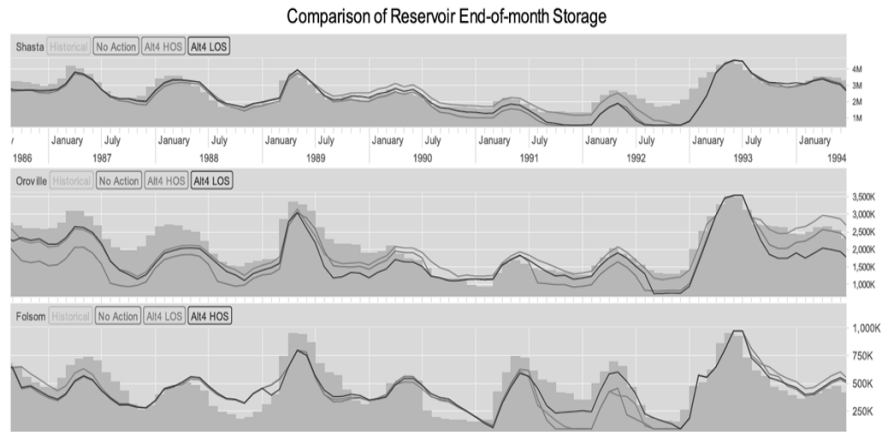 Comparison of Reservoir End-of-month Storage
Shasta Historical No Action Alt4 HOS Alt4 LOS
4M
3M
2M
1M
January July January July January July January July January July January July January July January
1986 1987 1988 1989 1990 1991 1992 1993 1994
Oroville Historical No Action Alt4 HOS Alt4 LOS
3,500K
3,000K
2,500K
2,000K
1,500K
1,000K
Folsom Historical No Action Alt4 LOS Alt4 HOS
1,000K
750K
500K
250K